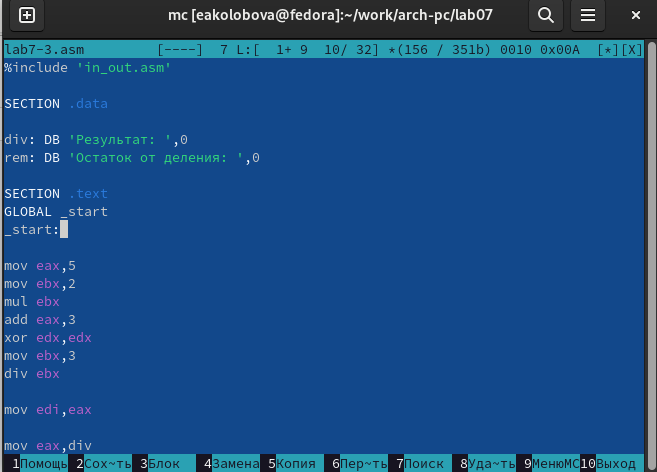 mc [eakolobova@fedora]:~/work/arch-pc/lab07
lab7-3.asm [----] 7 L:[ 1+ 9 10/ 32] *(156 / 351b) 0010 0x00A [*][X]
%include 'in_out.asm'
SECTION .data
div: DB 'Результат: ',0
rem: DB 'Остаток от деления: ',0
SECTION .text
GLOBAL _start
_start:
mov eax,5
mov ebx,2
mul ebx
add eax,3
xor edx,edx
mov ebx,3
div ebx
mov edi,eax
mov eax,div
1Помощь 2Сох~ть 3Блок 4Замена 5Копия 6Пер~ть 7Поиск 8Уда~ть 9МенюMC 10Выход